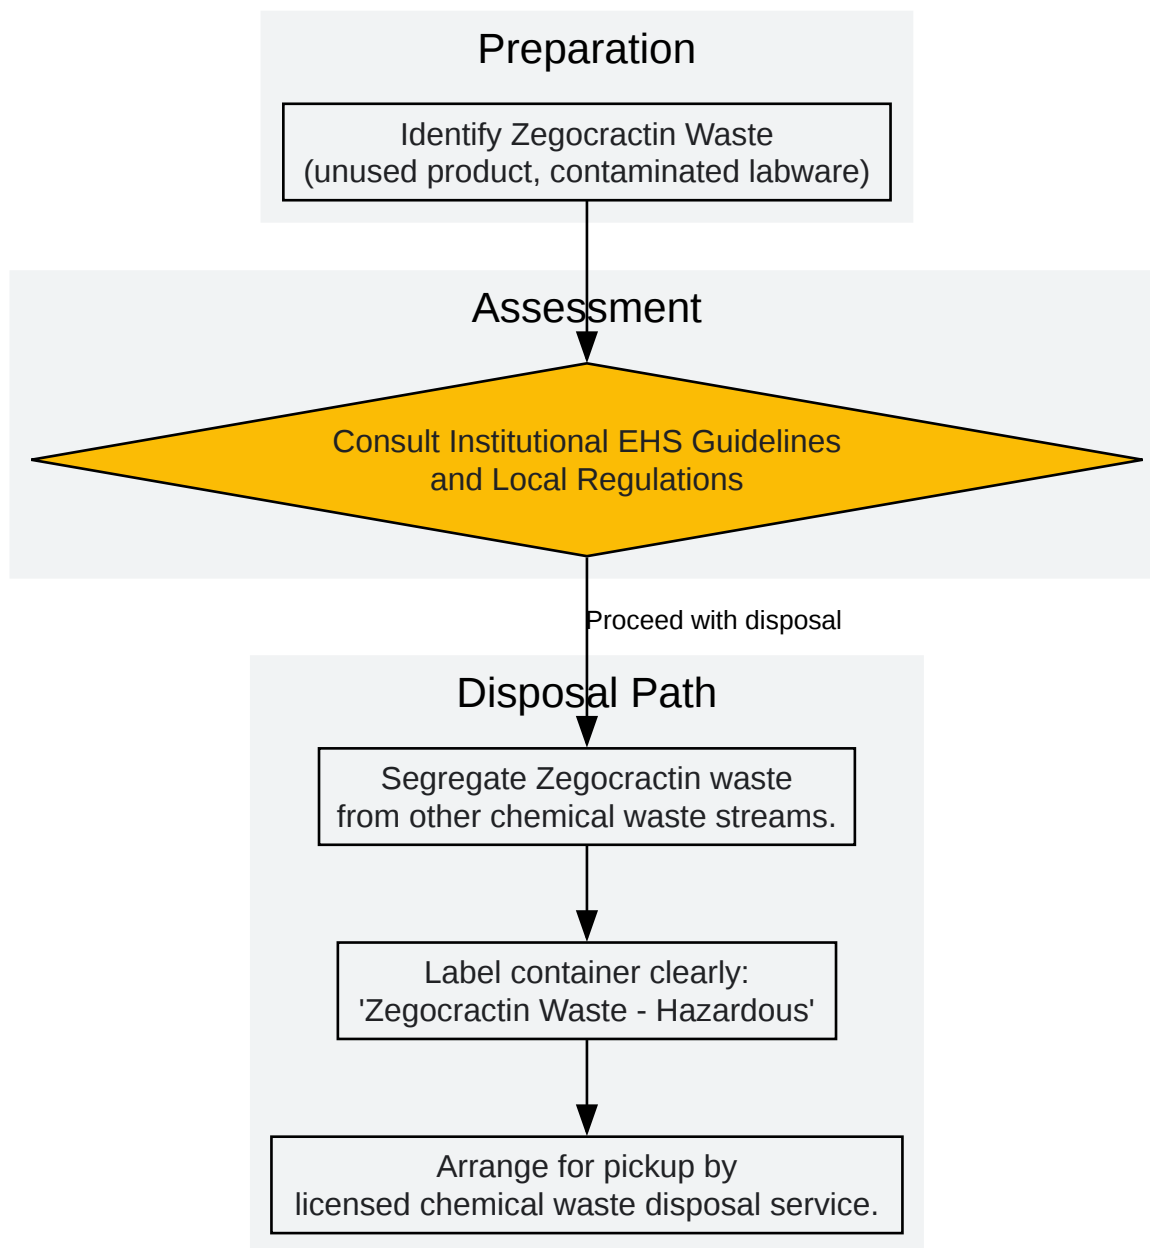 Preparation
Identify Zegocractin Waste
(unused product, contaminated labware)
Assessment
Consult Institutional EHS Guidelines
and Local Regulations
Proceed with disposal
Disposal Path
Segregate Zegocractin waste
from other chemical waste streams.
Label container clearly:
'Zegocractin Waste - Hazardous'
Arrange for pickup by
licensed chemical waste disposal service.